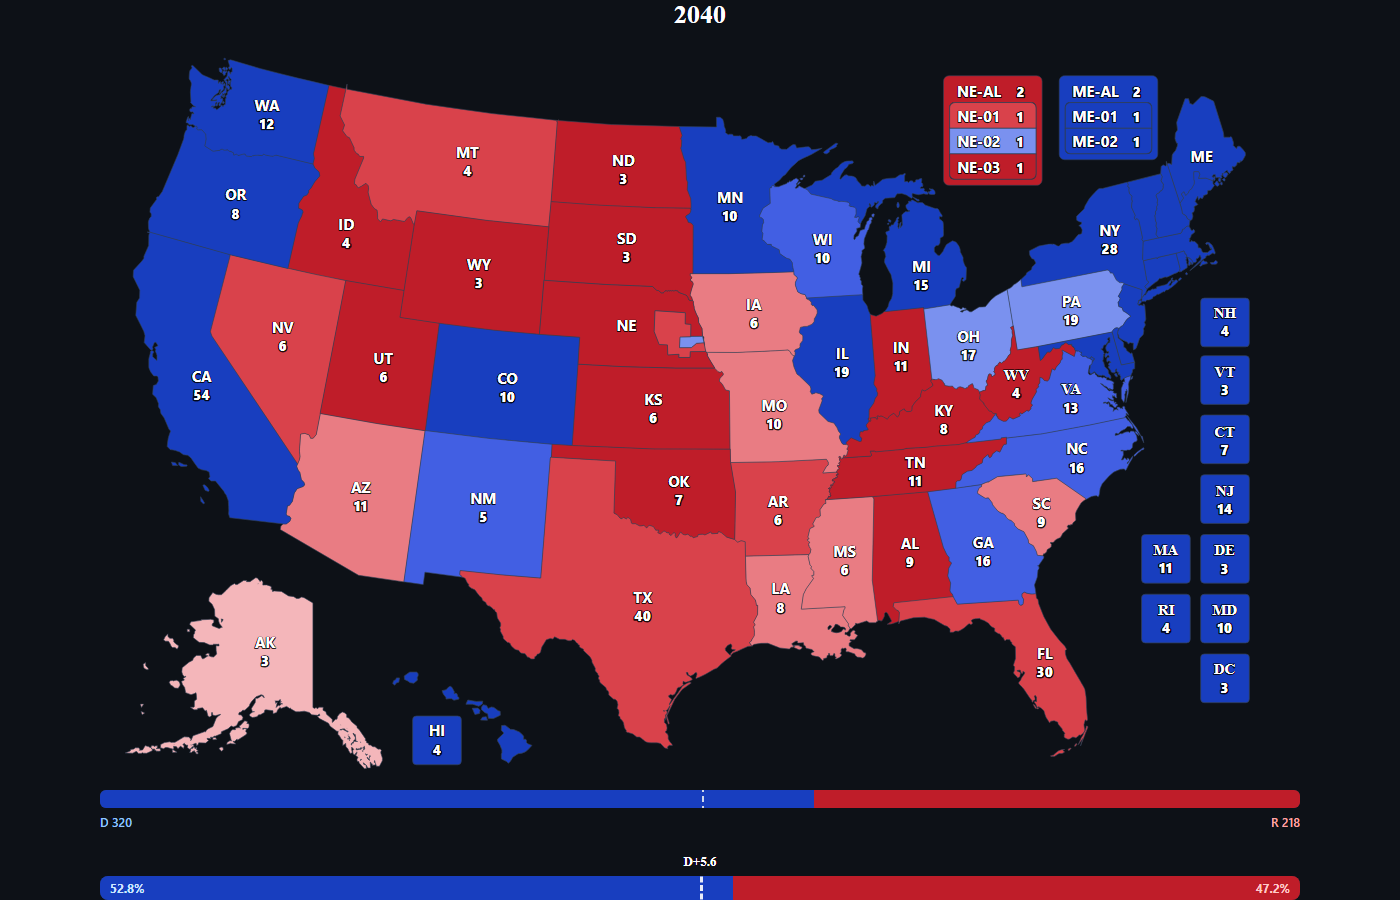 2040
NE-AL 2
NE-01 1
NE-02 1
NE-03 1
ME-AL 2
ME-01 1
ME-02 1
WA
12
OR
8
CA
54
NV
6
ID
4
MT
4
WY
3
UT
6
AZ
11
CO
10
NM
5
ND
3
SD
3
NE
KS
6
OK
7
TX
40
MN
10
IA
6
MO
10
AR
6
LA
8
WI
10
IL
19
MS
6
MI
15
IN
11
KY
8
TN
11
AL
9
OH
17
WV
4
GA
16
FL
30
SC
9
NC
16
VA
13
PA
19
NY
28
ME
NH
4
VT
3
CT
7
NJ
14
MA
11
DE
3
RI
4
MD
10
DC
3
AK
3
HI
4
D 320
R 218
D+5.6
52.8%
47.2%